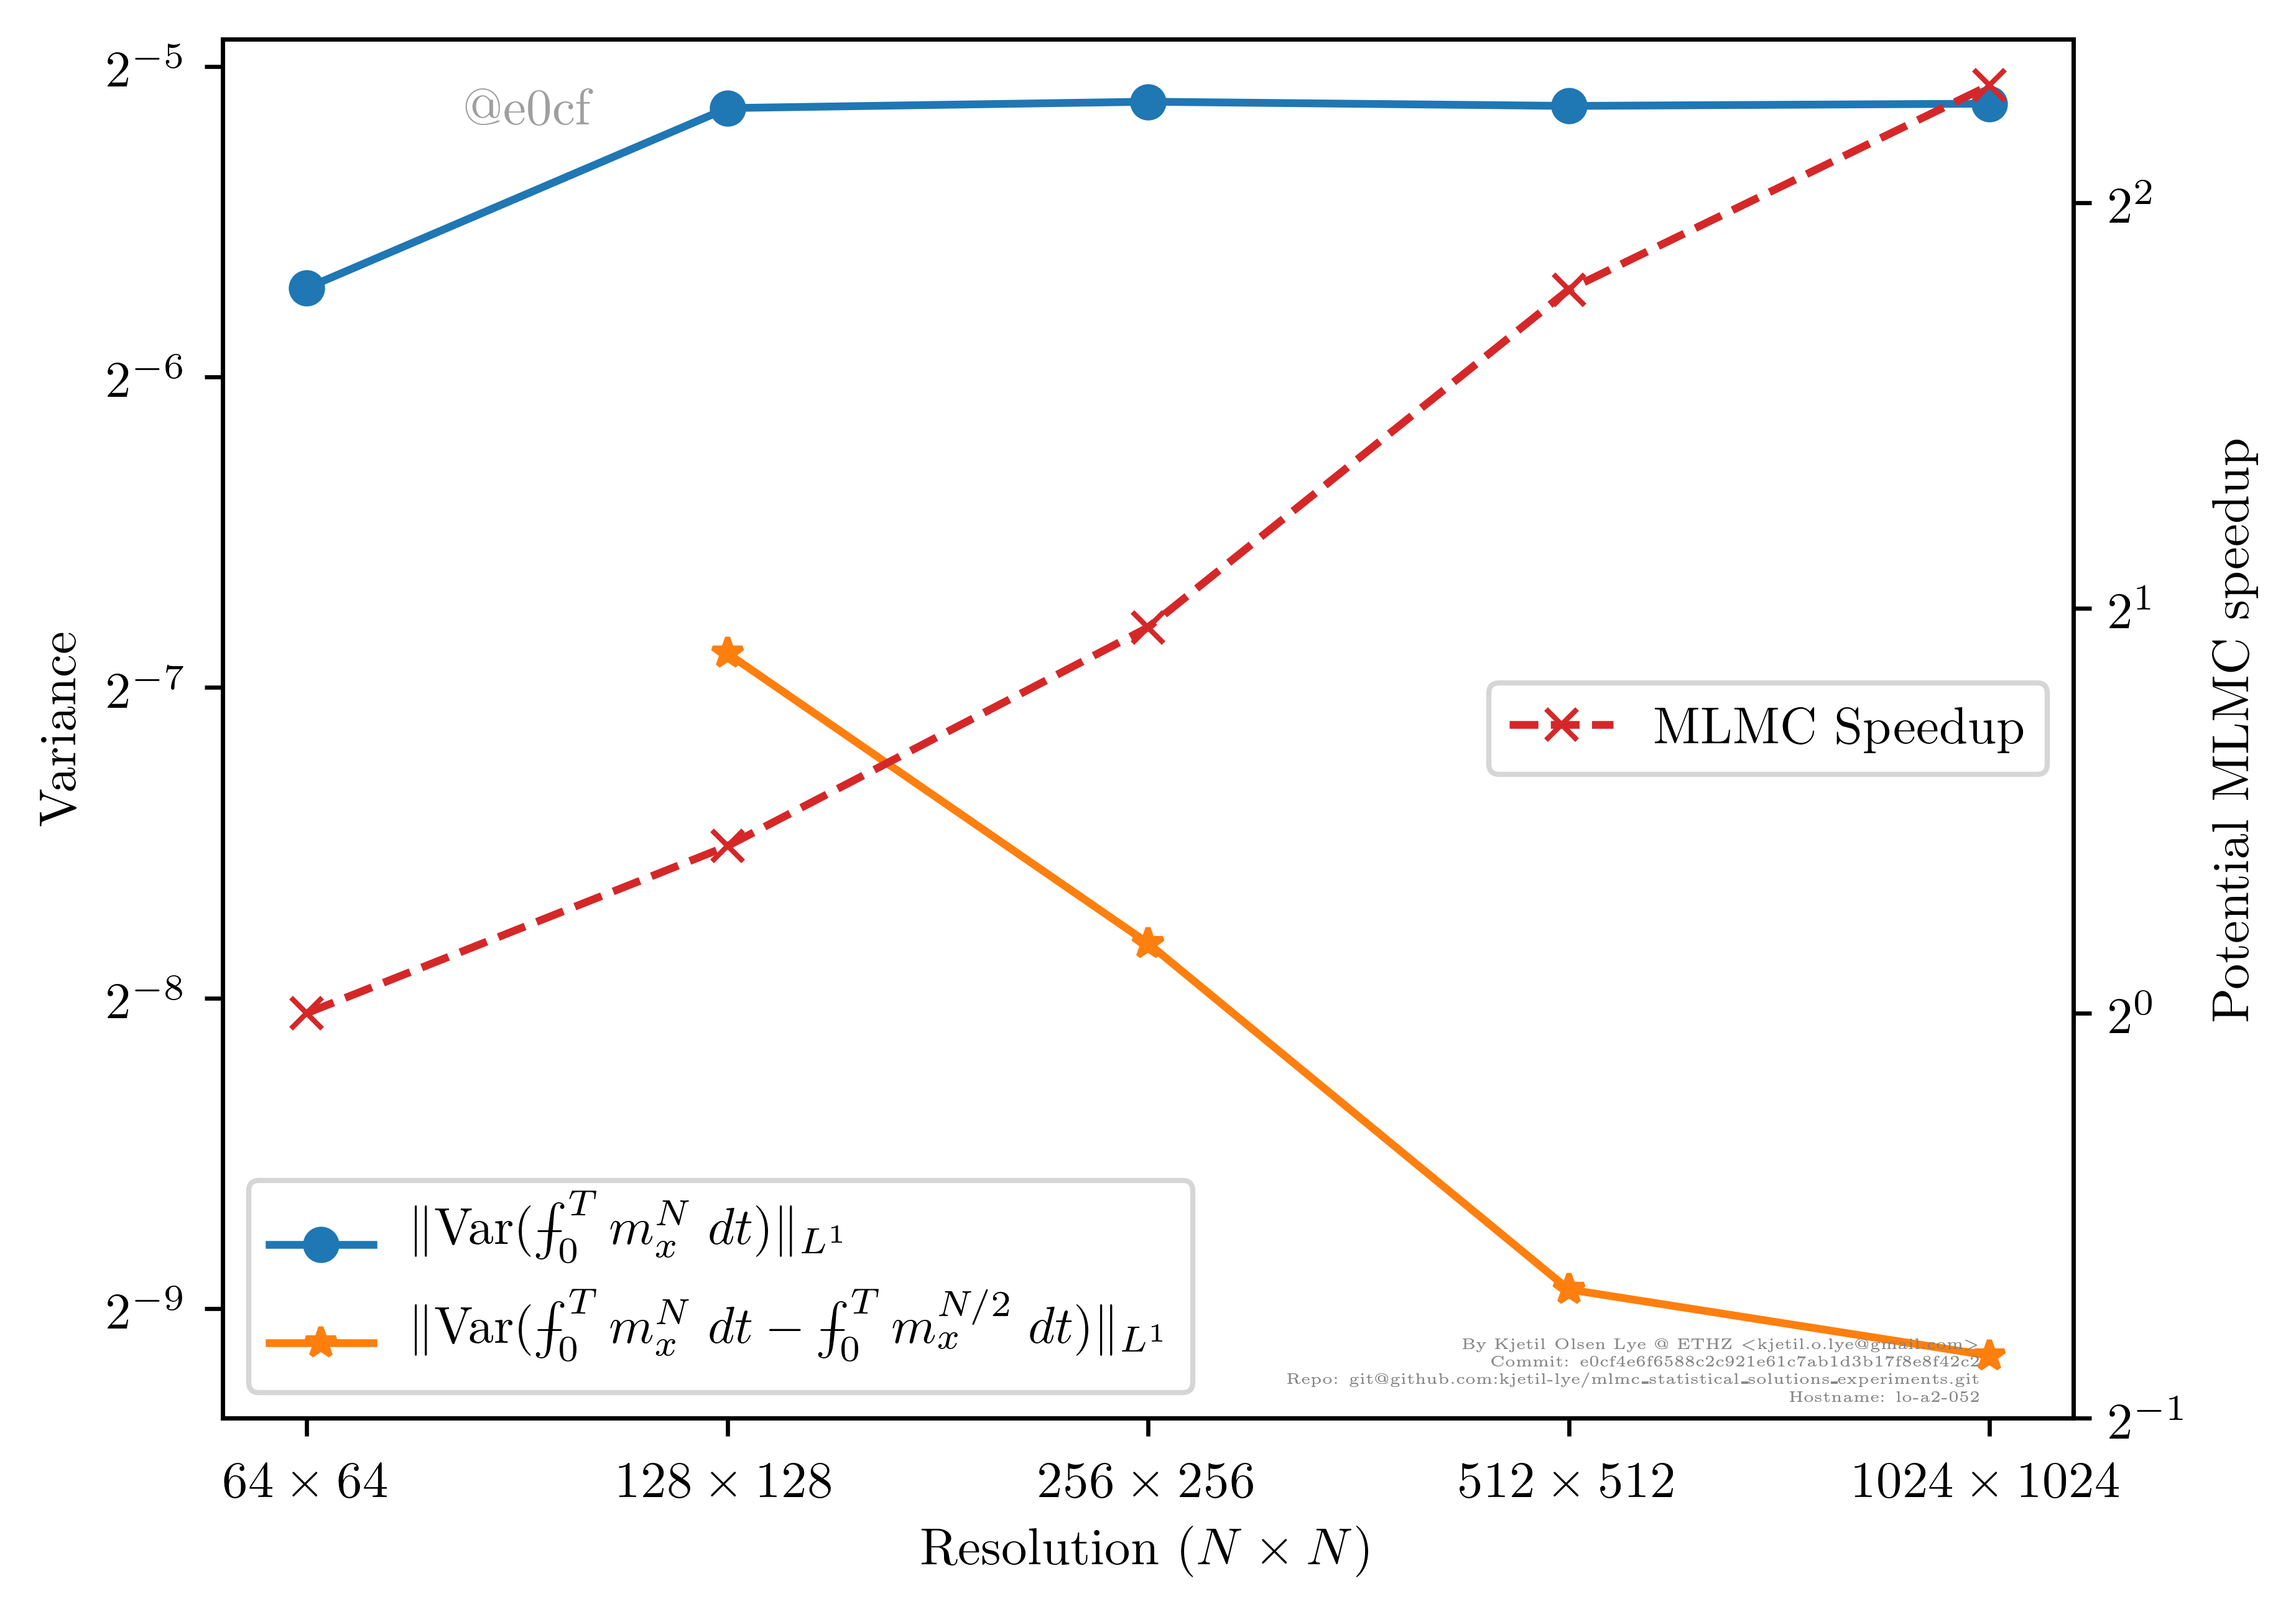 @e0cf
2^{-5}
2^{-6}
2^{-7}
2^{-8}
2^{-9}
Variance
2^2
2^1
2^0
2^{-1}
Potential MLMC speedup
MLMC Speedup
‖Var(⨍_0^T m_x^N dt)‖_{L^1}
‖Var(⨍_0^T m_x^N dt − ⨍_0^T m_x^{N/2} dt)‖_{L^1}
By Kjetil Olsen Lye @ ETHZ <kjetil.o.lye@gmail.com>
Commit: e0cf4e6f6588c2c921e61c7ab1d3b17f8e8f42c2
Repo: git@github.com:kjetil-lye/mlmc_statistical_solutions_experiments.git
Hostname: lo-a2-052
64 × 64
128 × 128
256 × 256
512 × 512
1024 × 1024
Resolution (N × N)